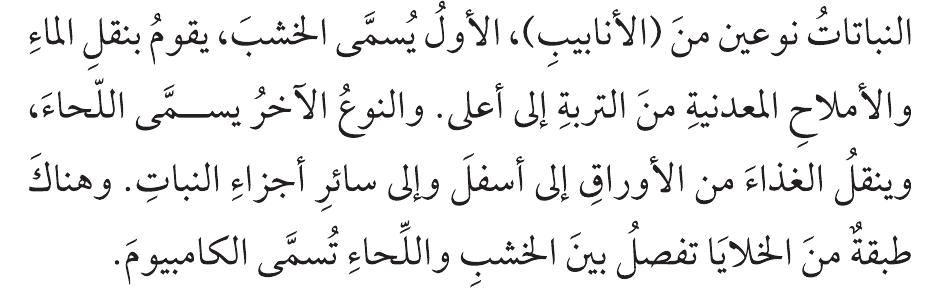 النباتاتُ نوعين منَ (الأنابيبِ)، الأولُ يُسمَّى الخشبَ، يقومُ بنقلِ الماءِ
والأملاحِ المعدنيةِ منَ التربةِ إلى أعلى. والنوعُ الآخرُ يســمَّى اللّحاءَ،
وينقلُ الغذاءَ من الأوراقِ إلى أسفلَ وإلى سائرِ أجزاءِ النباتِ. وهناكَ
طبقةٌ منَ الخلايَا تفصلُ بينَ الخشبِ واللِّحاءِ تُسمَّى الكامبيومَ.